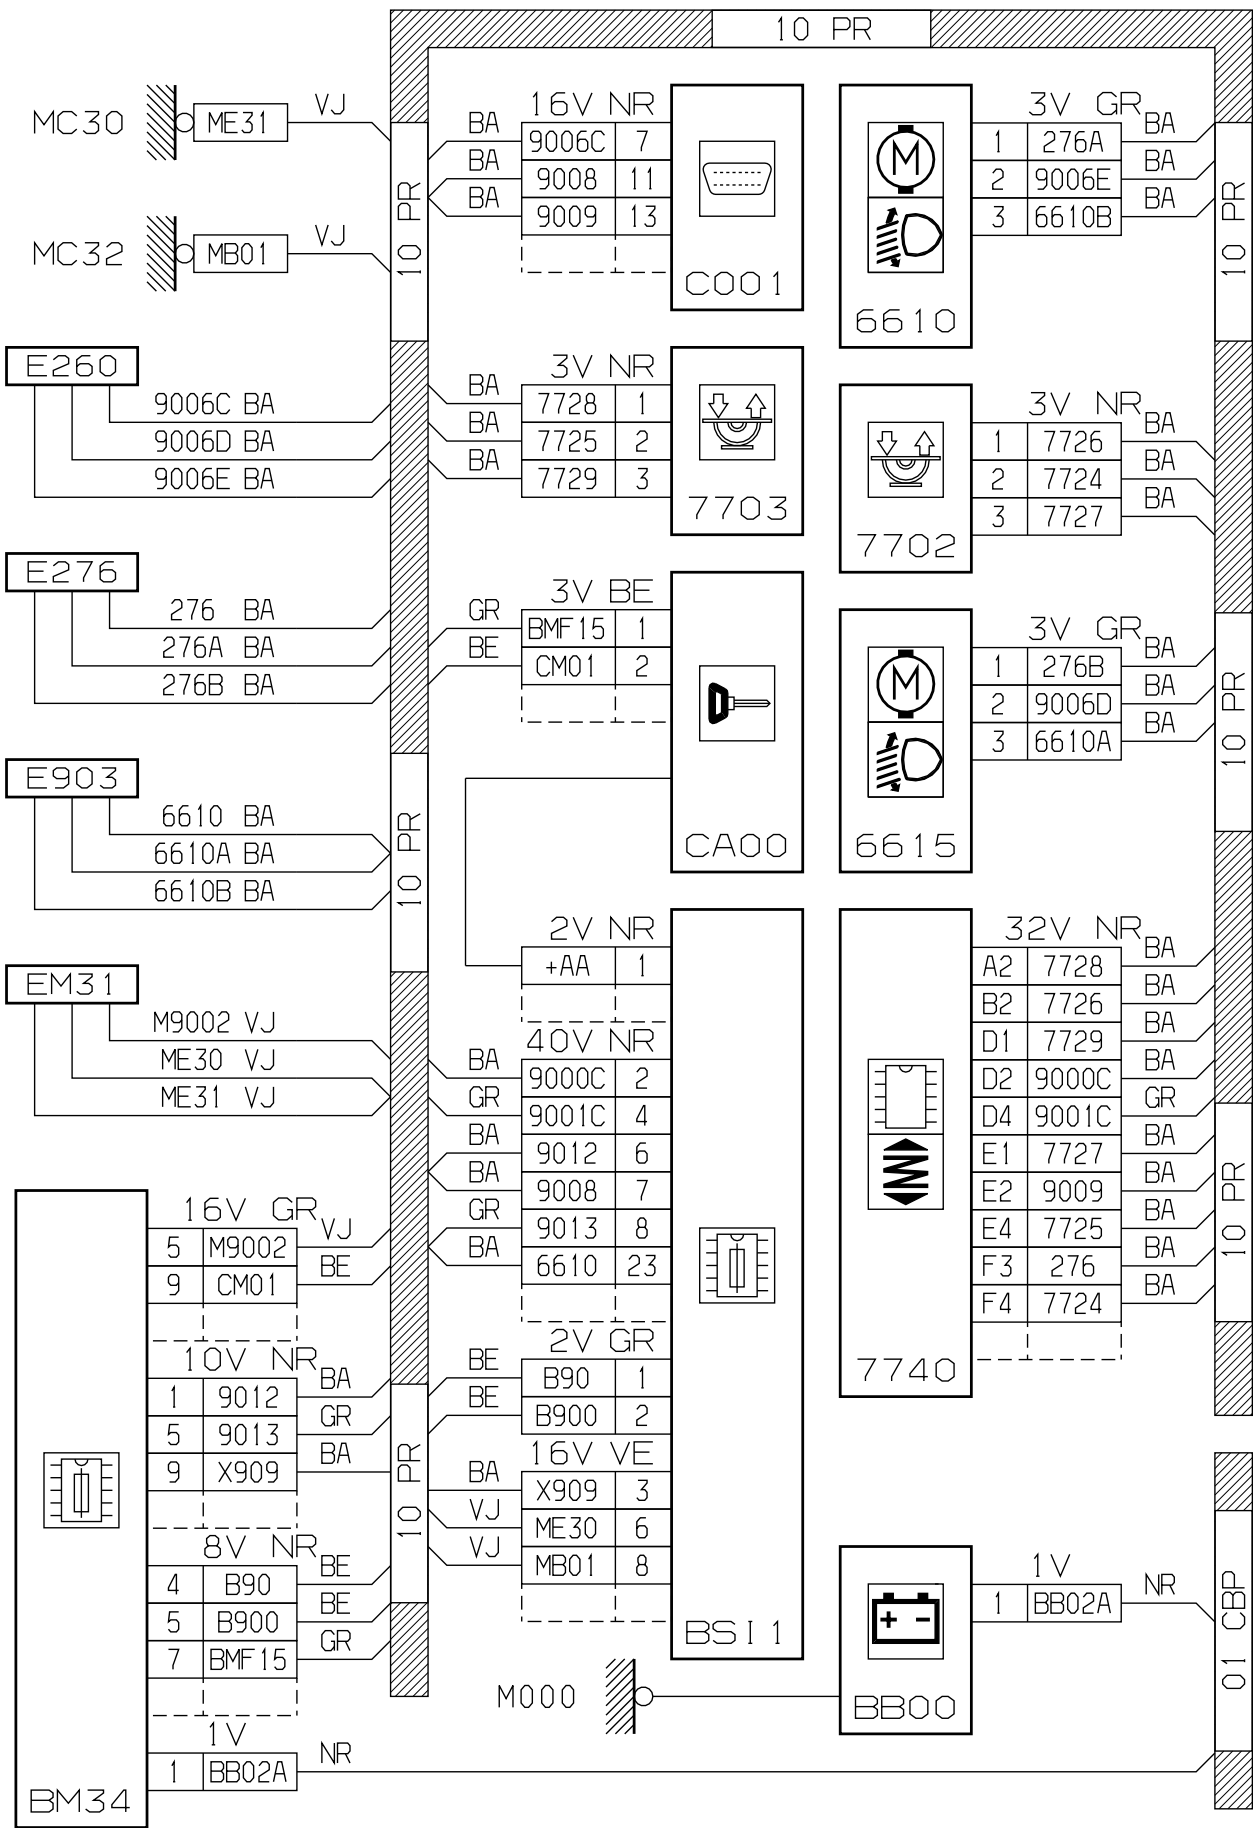 10 PR
MC30 ME31 VJ
MC32 MB01 VJ
10 PR
E260
9006C BA
9006D BA
9006E BA
E276
276 BA
276A BA
276B BA
E903
6610 BA
6610A BA
6610B BA
10 PR
EM31
M9002 VJ
ME30 VJ
ME31 VJ
BM34
16V GR
5 M9002 VJ
9 CM01 BE
10V NR
1 9012 BA
5 9013 GR
9 X909 BA
8V NR
4 B90 BE
5 B900 BE
7 BMF15 GR
1V
1 BB02A NR
10 PR
16V NR
BA 9006C 7
BA 9008 11
BA 9009 13
C001
3V NR
BA 7728 1
BA 7725 2
BA 7729 3
7703
3V BE
GR BMF15 1
BE CM01 2
CA00
2V NR
+AA 1
40V NR
BA 9000C 2
GR 9001C 4
BA 9012 6
BA 9008 7
GR 9013 8
BA 6610 23
2V GR
BE B90 1
BE B900 2
16V VE
BA X909 3
VJ ME30 6
VJ MB01 8
BSI1
M000
M
6610
3V GR
1 276A BA
2 9006E BA
3 6610B BA
10 PR
7702
3V NR
1 7726 BA
2 7724 BA
3 7727 BA
M
6615
3V GR
1 276B BA
2 9006D BA
3 6610A BA
10 PR
7740
32V NR
A2 7728 BA
B2 7726 BA
D1 7729 BA
D2 9000C BA
D4 9001C GR
E1 7727 BA
E2 9009 BA
E4 7725 BA
F3 276 BA
F4 7724 BA
10 PR
+ −
BB00
1V
1 BB02A NR
01 CBP